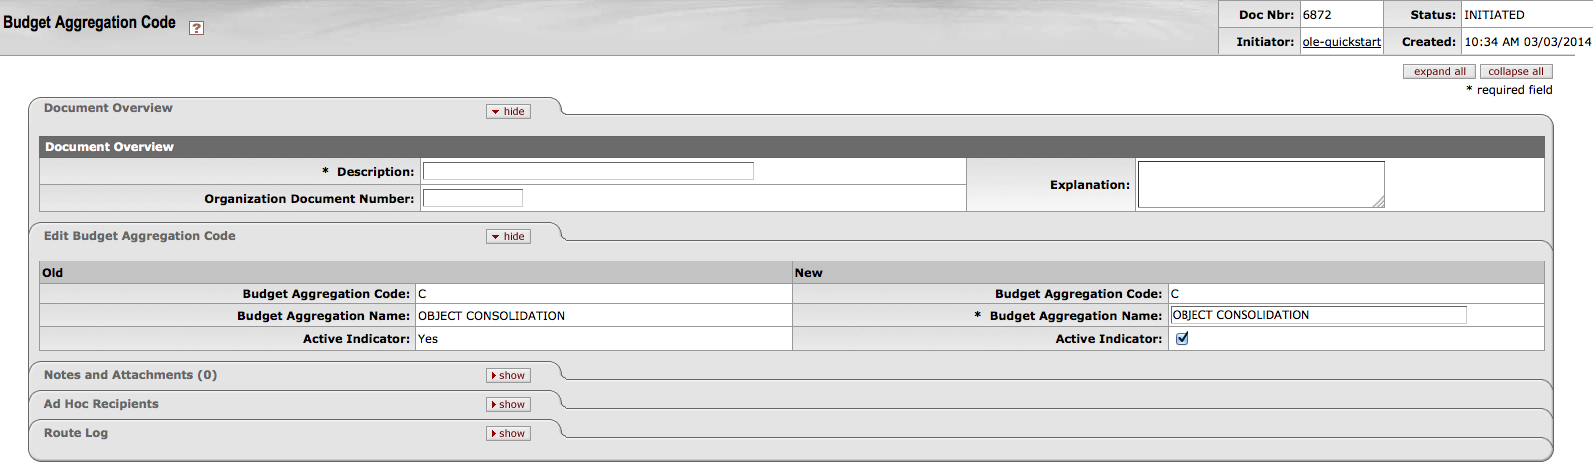 Budget Aggregation Code ?
Doc Nbr: 6872 Status: INITIATED
Initiator: ole-quickstart Created: 10:34 AM 03/03/2014
expand all collapse all
* required field
Document Overview hide
Document Overview
* Description:
Explanation:
Organization Document Number:
Edit Budget Aggregation Code hide
Old New
Budget Aggregation Code: C Budget Aggregation Code: C
Budget Aggregation Name: OBJECT CONSOLIDATION * Budget Aggregation Name: OBJECT CONSOLIDATION
Active Indicator: Yes Active Indicator:
Notes and Attachments (0) show
Ad Hoc Recipients show
Route Log show